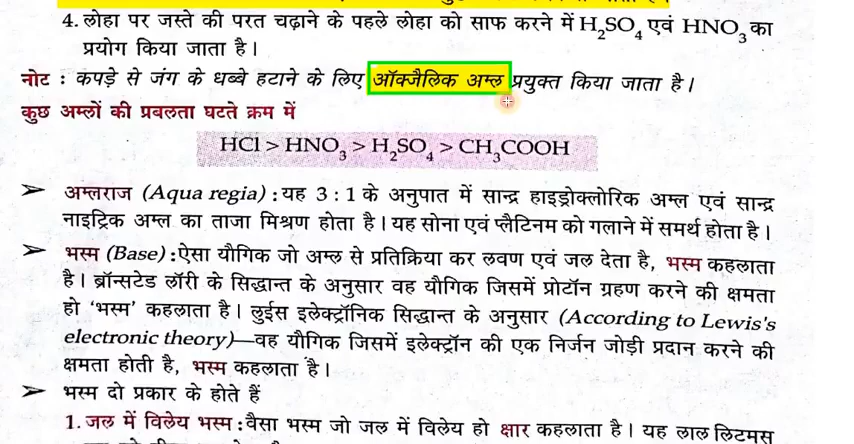 4. लोहा पर जस्ते की परत चढ़ाने के पहले लोहा को साफ करने में H₂SO₄ एवं HNO₃ का
प्रयोग किया जाता है।
नोट : कपड़े से जंग के धब्बे हटाने के लिए ऑक्जैलिक अम्ल प्रयुक्त किया जाता है।
कुछ अम्लों की प्रबलता घटते क्रम में
HCl > HNO₃ > H₂SO₄ > CH₃COOH
➢ अम्लराज (Aqua regia) : यह 3 : 1 के अनुपात में सान्द्र हाइड्रोक्लोरिक अम्ल एवं सान्द्र
नाइट्रिक अम्ल का ताजा मिश्रण होता है। यह सोना एवं प्लैटिनम को गलाने में समर्थ होता है।
➢ भस्म (Base) : ऐसा यौगिक जो अम्ल से प्रतिक्रिया कर लवण एवं जल देता है, भस्म कहलाता
है। ब्रॉन्सटेड लॉरी के सिद्धान्त के अनुसार वह यौगिक जिसमें प्रोटॉन ग्रहण करने की क्षमता
हो ‘भस्म’ कहलाता है। लुईस इलेक्ट्रॉनिक सिद्धान्त के अनुसार (According to Lewis's
electronic theory)—वह यौगिक जिसमें इलेक्ट्रॉन की एक निर्जन जोड़ी प्रदान करने की
क्षमता होती है, भस्म कहलाता है।
➢ भस्म दो प्रकार के होते हैं
1. जल में विलेय भस्म : वैसा भस्म जो जल में विलेय हो क्षार कहलाता है। यह लाल लिटमस